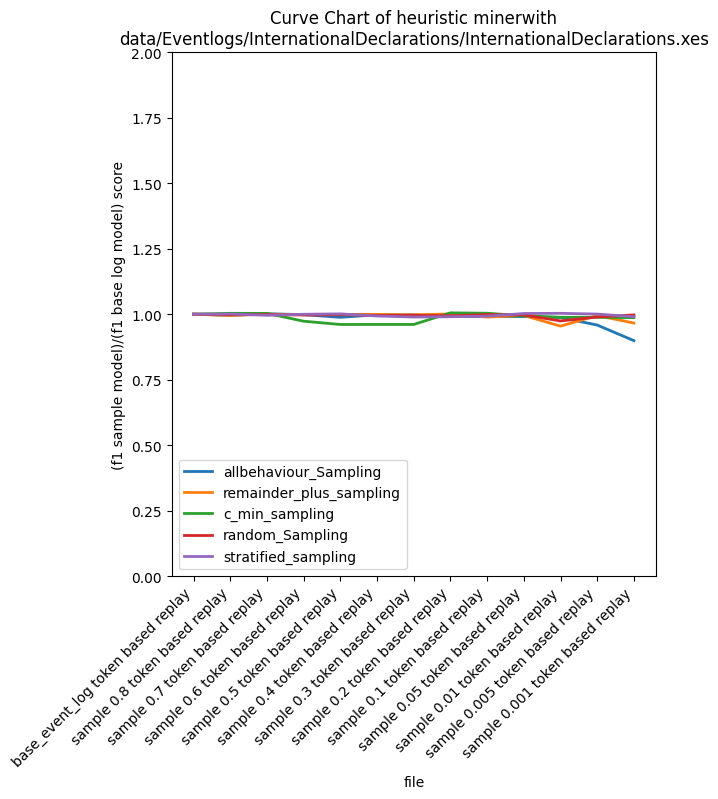 Curve Chart of heuristic minerwith
data/Eventlogs/InternationalDeclarations/InternationalDeclarations.xes
(f1 sample model)/(f1 base log model) score
2.00
1.75
1.50
1.25
1.00
0.75
0.50
0.25
0.00
allbehaviour_Sampling
remainder_plus_sampling
c_min_sampling
random_Sampling
stratified_sampling
base_event_log token based replay
sample 0.8 token based replay
sample 0.7 token based replay
sample 0.6 token based replay
sample 0.5 token based replay
sample 0.4 token based replay
sample 0.3 token based replay
sample 0.2 token based replay
sample 0.1 token based replay
sample 0.05 token based replay
sample 0.01 token based replay
sample 0.005 token based replay
sample 0.001 token based replay
file